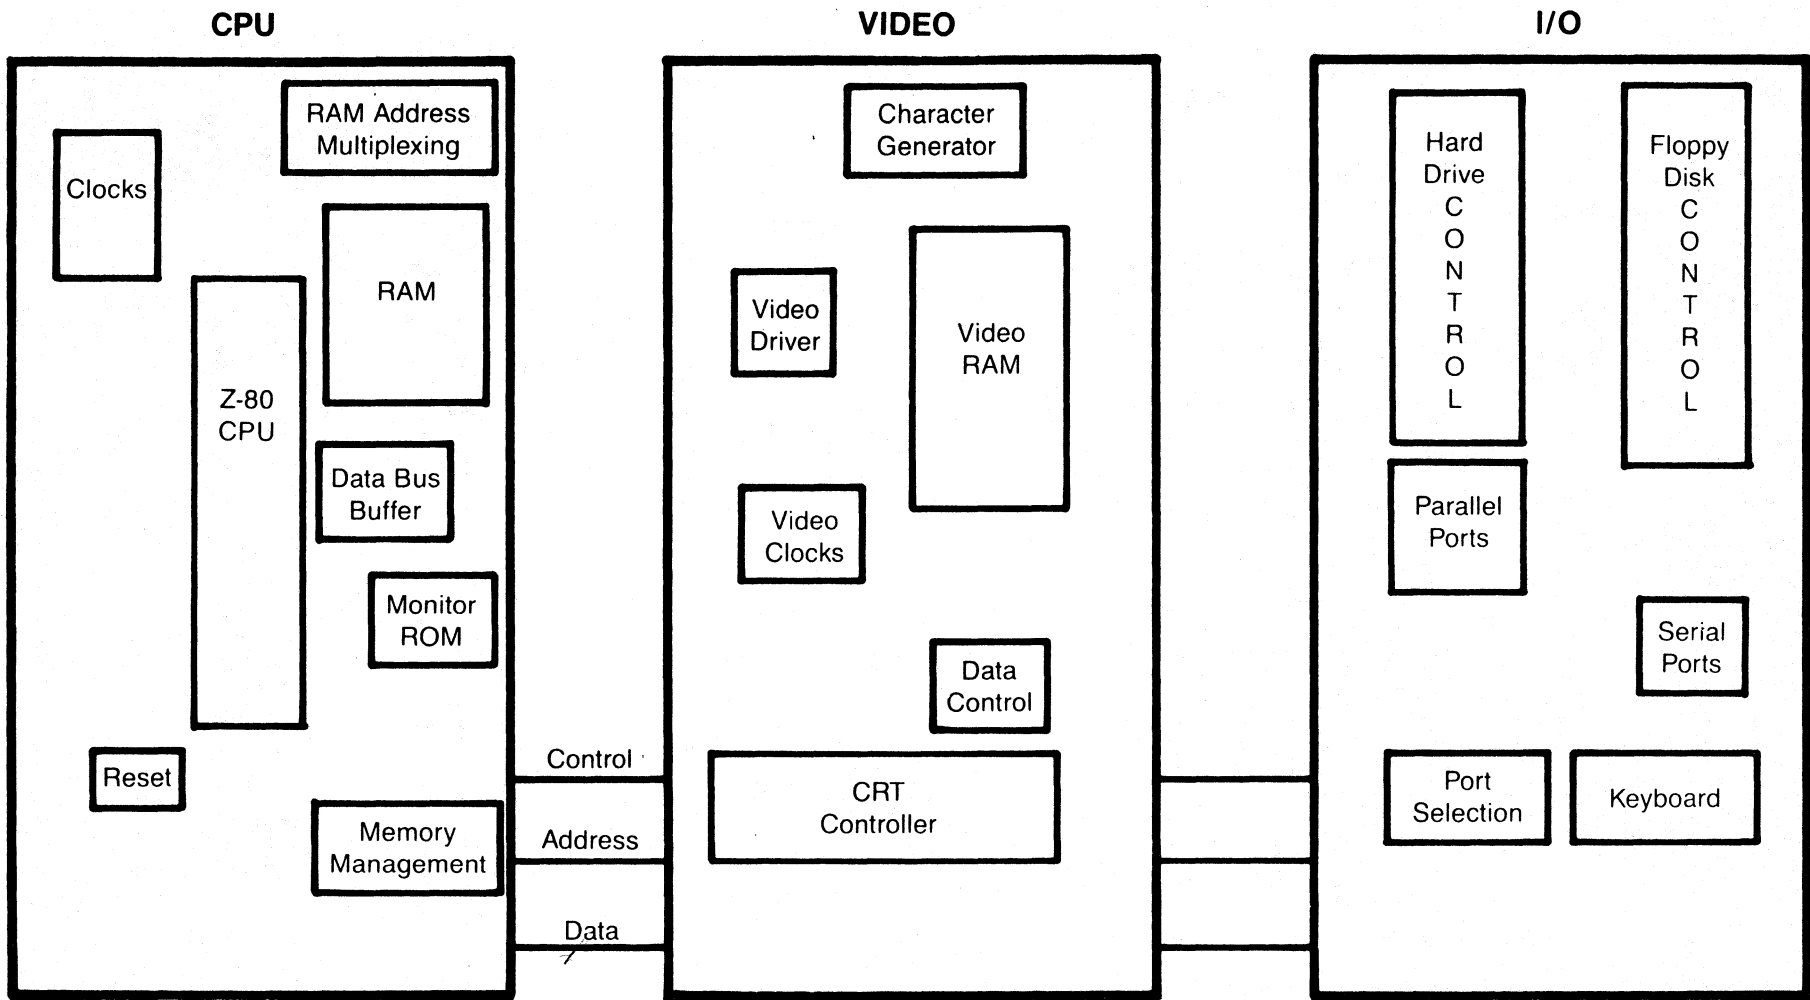 CPU
RAM Address
Multiplexing
Clocks
RAM
Z-80
CPU
Data Bus
Buffer
Monitor
ROM
Reset
Memory
Management
Control
Address
Data
VIDEO
Character
Generator
Video
Driver
Video
RAM
Video
Clocks
Data
Control
CRT
Controller
I/O
Hard
Drive
C
O
N
T
R
O
L
Floppy
Disk
C
O
N
T
R
O
L
Parallel
Ports
Serial
Ports
Port
Selection
Keyboard